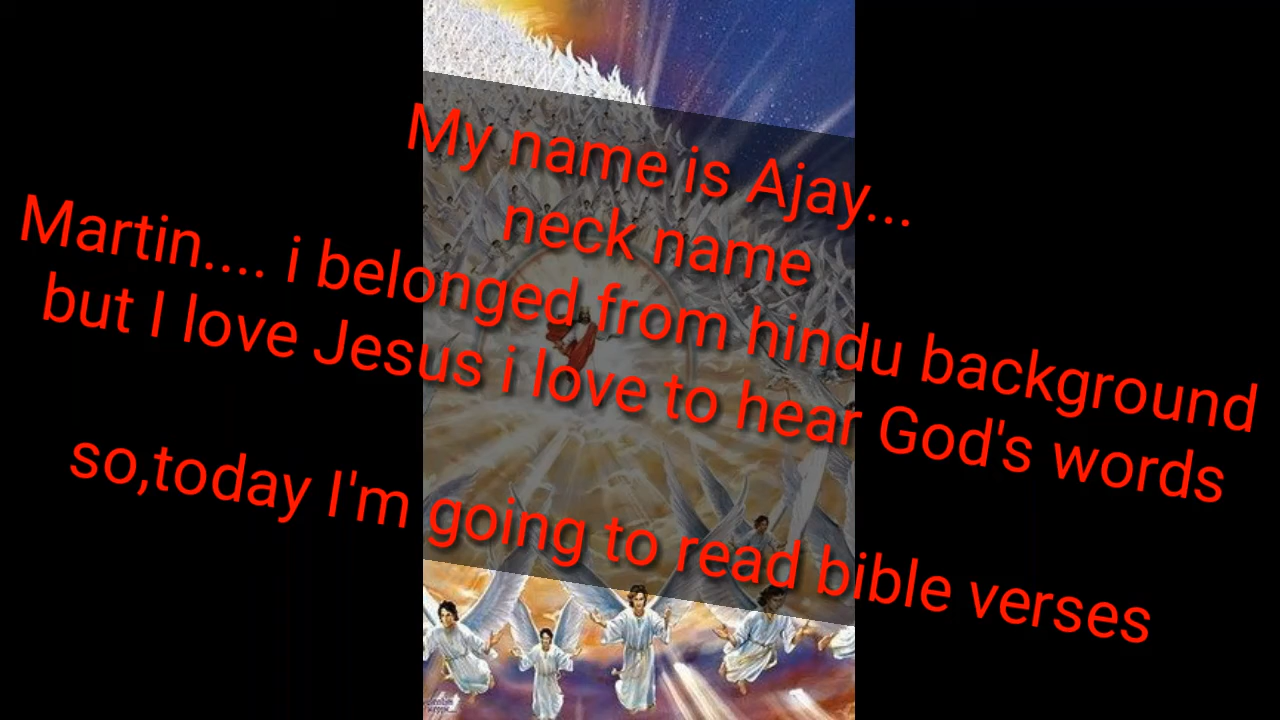 My name is Ajay...
neck name
Martin.... i belonged from hindu background
but I love Jesus i love to hear God's words
so,today I'm going to read bible verses